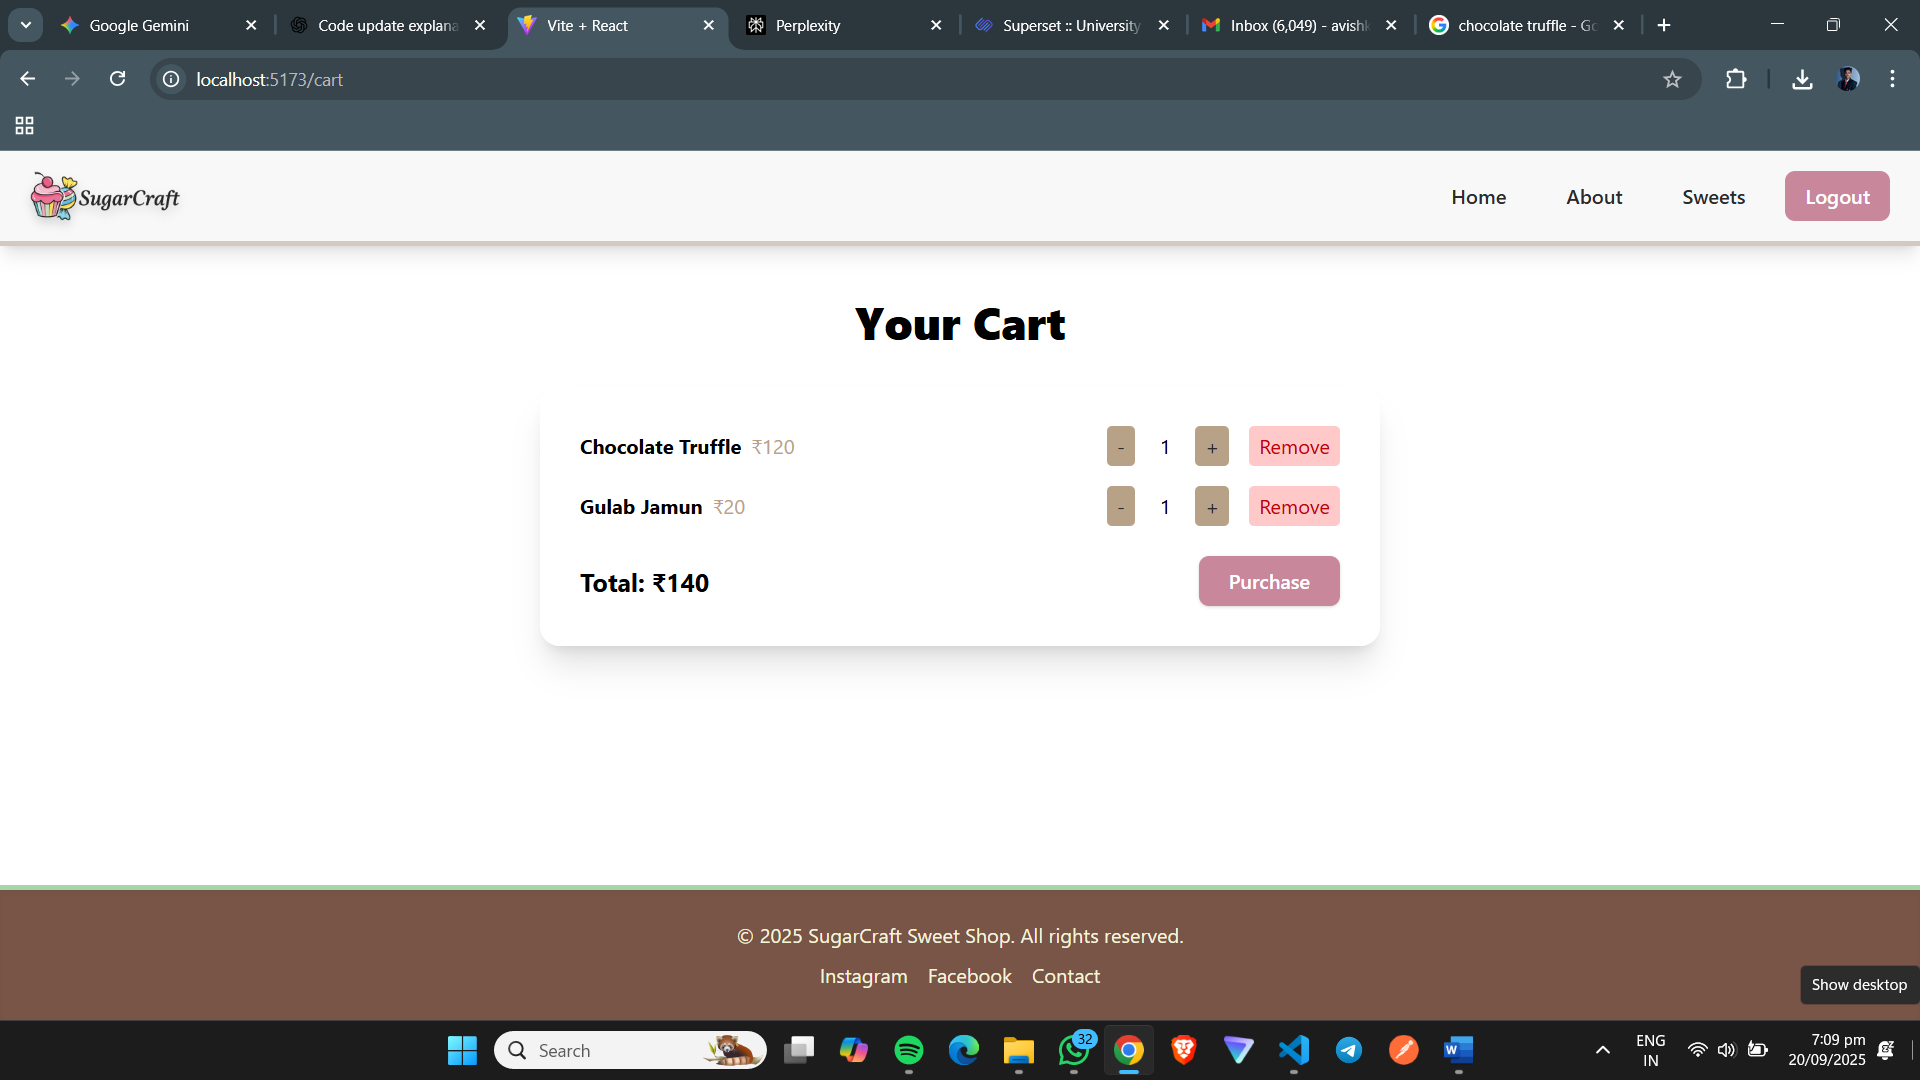 Google Gemini
Code update explana
Vite + React
Perplexity
Superset :: University
Inbox (6,049) - avishk
chocolate truffle - Go
localhost:5173/cart
SugarCraft
Home
About
Sweets
Logout
Your Cart
Chocolate Truffle ₹120
- 1 + Remove
Gulab Jamun ₹20
- 1 + Remove
Total: ₹140
Purchase
© 2025 SugarCraft Sweet Shop. All rights reserved.
Instagram Facebook Contact
Show desktop
Search
32
W
ENG
IN
7:09 pm
20/09/2025